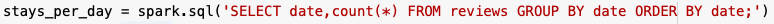 stays_per_day = spark.sql('SELECT date,count(*) FROM reviews GROUP BY date ORDER BY date;')